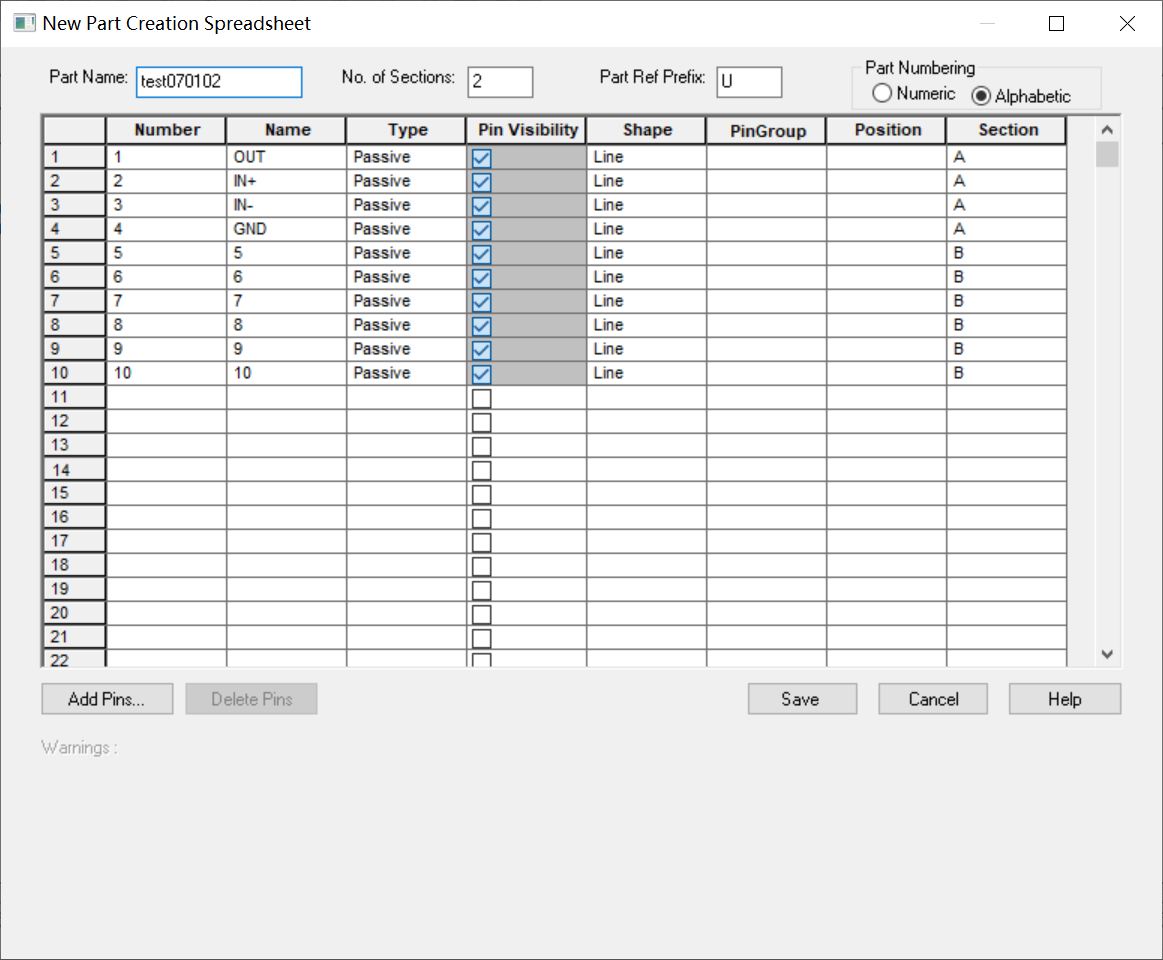 New Part Creation Spreadsheet
Part Name: test070102 No. of Sections: 2 Part Ref Prefix: U Part Numbering
Numeric Alphabetic
Number Name Type Pin Visibility Shape PinGroup Position Section
1 1 OUT Passive Line A
2 2 IN+ Passive Line A
3 3 IN- Passive Line A
4 4 GND Passive Line A
5 5 5 Passive Line B
6 6 6 Passive Line B
7 7 7 Passive Line B
8 8 8 Passive Line B
9 9 9 Passive Line B
10 10 10 Passive Line B
11
12
13
14
15
16
17
18
19
20
21
22
Add Pins... Delete Pins Save Cancel Help
Warnings :